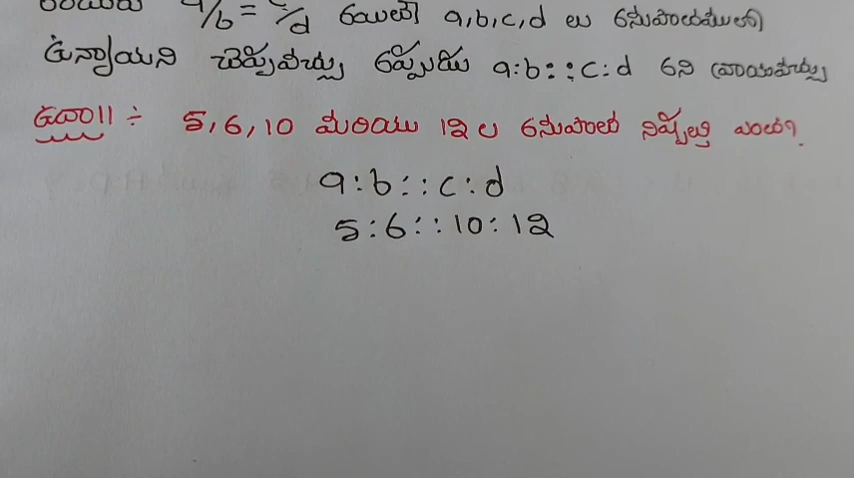 a/b = c/d అయితే a,b,c,d లు అనుపాతములో
ఉన్నాయని చెప్పవచ్చు అప్పుడు a:b::c:d అని వ్రాయవచ్చు
ఉదా|| ÷ 5,6,10 మరియు 12 ల అనుపాత నిష్పత్తి ఎంత?
a:b::c:d
5:6::10:12